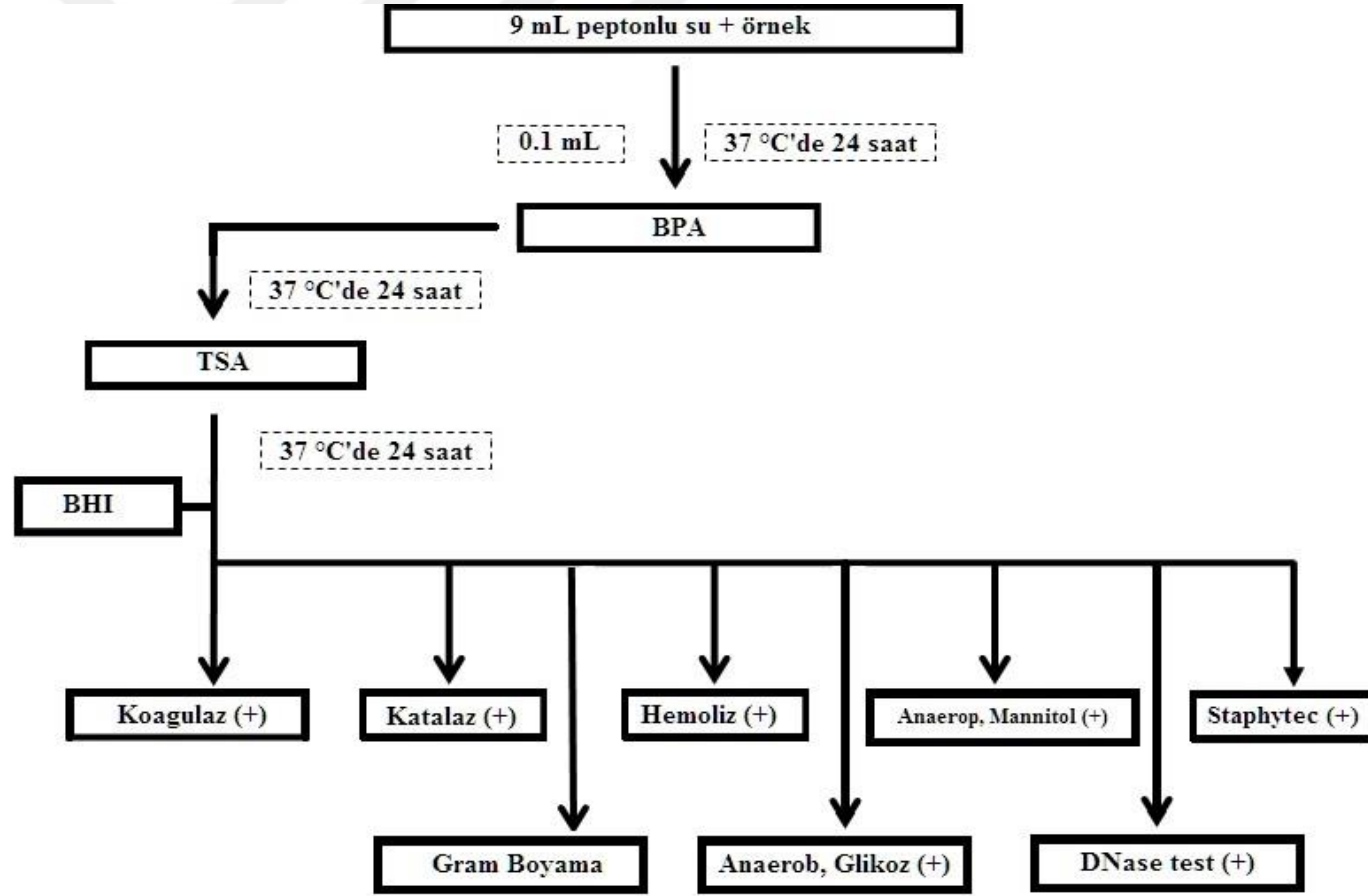 9 mL peptonlu su + örnek
0.1 mL
37 °C'de 24 saat
BPA
37 °C'de 24 saat
TSA
37 °C'de 24 saat
BHI
Koagulaz (+)
Katalaz (+)
Hemoliz (+)
Anaerop, Mannitol (+)
Staphytec (+)
Gram Boyama
Anaerob, Glikoz (+)
DNase test (+)